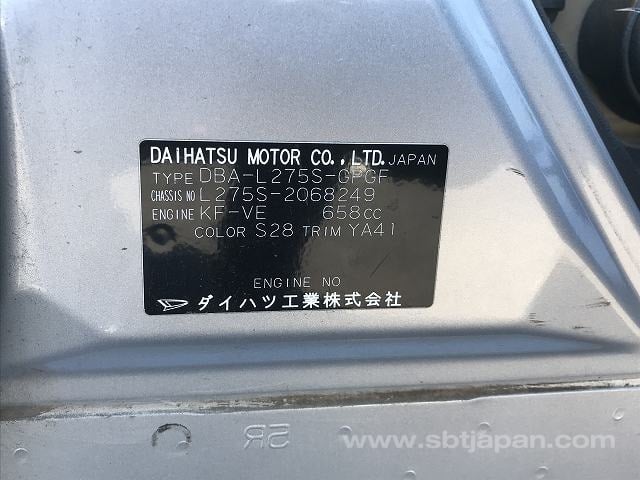 DAIHATSU MOTOR CO.,LTD. JAPAN
TYPE DBA-L275S-GPGF
CHASSIS NO L275S-2068249
ENGINE KF-VE 658CC
COLOR S28 TRIM YA41
ENGINE NO
ダイハツ工業株式会社
SR
www.sbtjapan.com